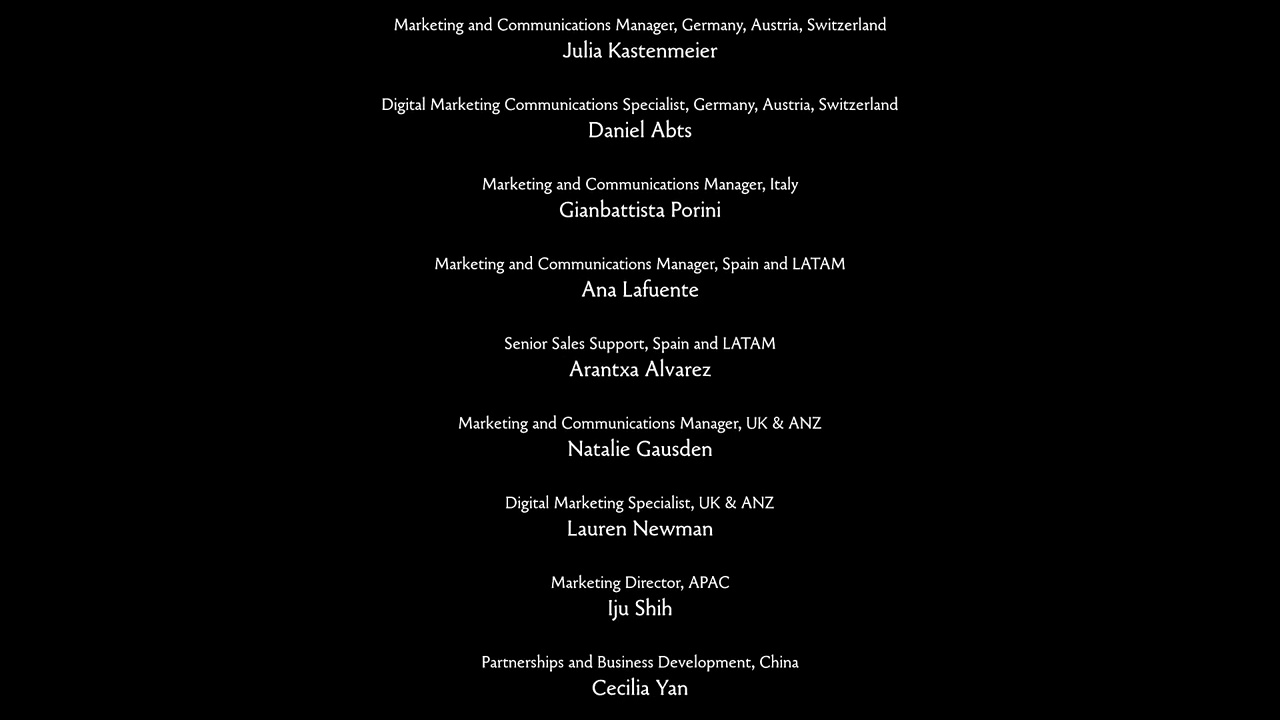 Marketing and Communications Manager, Germany, Austria, Switzerland
Julia Kastenmeier
Digital Marketing Communications Specialist, Germany, Austria, Switzerland
Daniel Abts
Marketing and Communications Manager, Italy
Gianbattista Porini
Marketing and Communications Manager, Spain and LATAM
Ana Lafuente
Senior Sales Support, Spain and LATAM
Arantxa Alvarez
Marketing and Communications Manager, UK & ANZ
Natalie Gausden
Digital Marketing Specialist, UK & ANZ
Lauren Newman
Marketing Director, APAC
Iju Shih
Partnerships and Business Development, China
Cecilia Yan